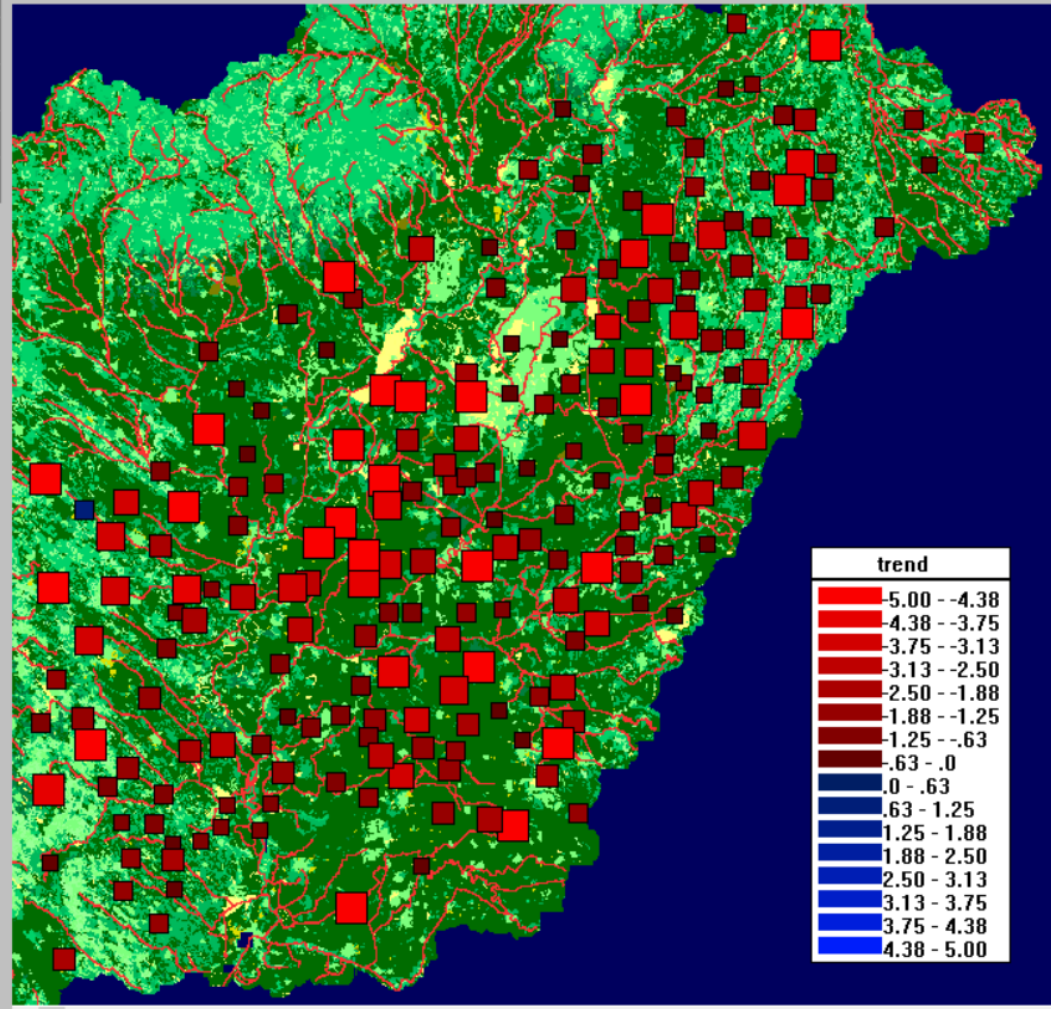 trend
-5.00 - -4.38
-4.38 - -3.75
-3.75 - -3.13
-3.13 - -2.50
-2.50 - -1.88
-1.88 - -1.25
-1.25 - -.63
-.63 - .0
.0 - .63
.63 - 1.25
1.25 - 1.88
1.88 - 2.50
2.50 - 3.13
3.13 - 3.75
3.75 - 4.38
4.38 - 5.00